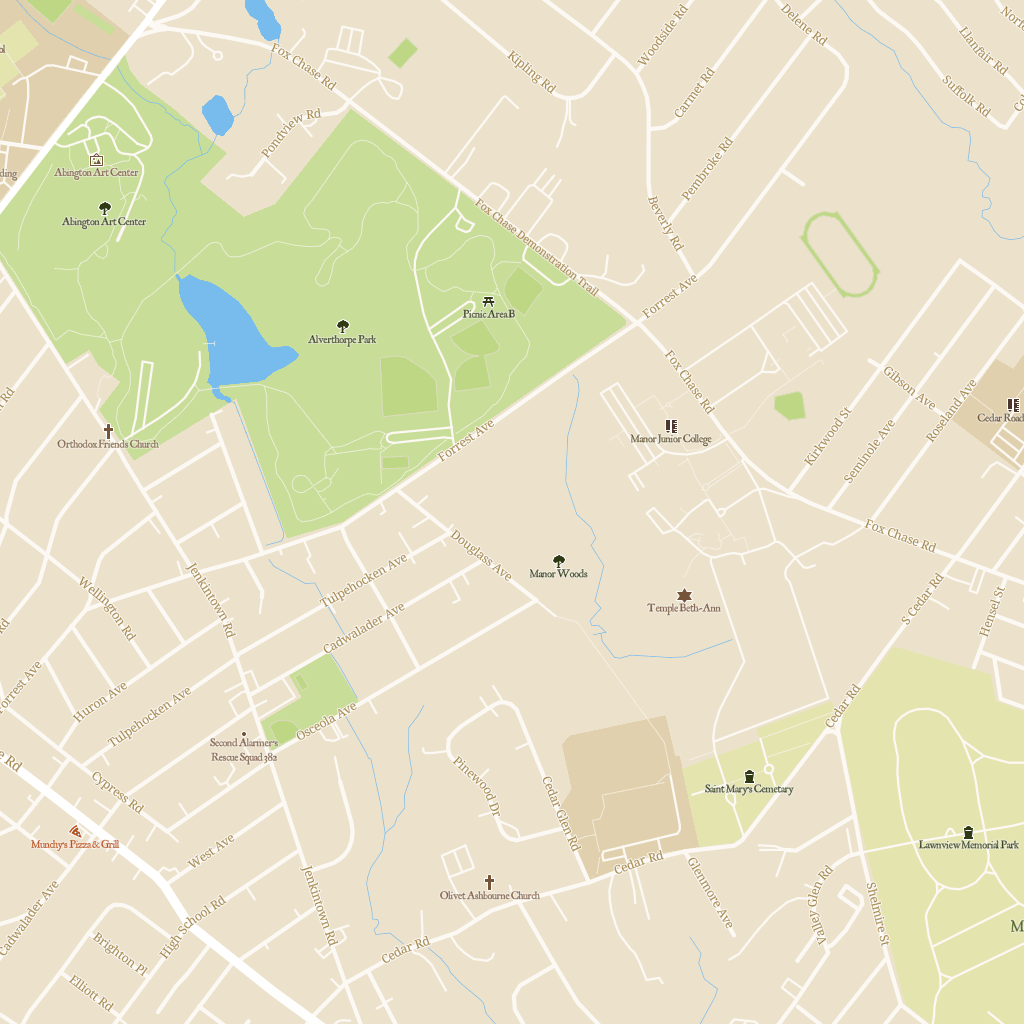 Fox Chase Rd
Kipling Rd
Woodside Rd
Delene Rd
Llanfair Rd
Suffolk Rd
Carmet Rd
Pondview Rd
Pembroke Rd
Abington Art Center
Abington Art Center
Beverly Rd
Fox Chase Demonstration Trail
Forrest Ave
Picnic Area B
Alverthorpe Park
Fox Chase Rd
Gibson Ave
Roseland Ave
Cedar Road
Kirkwood St
Seminole Ave
Manor Junior College
Orthodox Friends Church
Forrest Ave
Fox Chase Rd
Douglass Ave
Manor Woods
Tulpehocken Ave
Jenkintown Rd
Wellington Rd
Cadwalader Ave
Temple Beth-Ann
S Cedar Rd
Hensel St
Huron Ave
Tulpehocken Ave
Osceola Ave
Cedar Rd
Second Alarmer's
Rescue Squad 382
Pinewood Dr
Cedar Glen Rd
Cypress Rd
Saint Mary's Cemetary
Munchy's Pizza & Grill
West Ave
Lawnview Memorial Park
Cedar Rd
Glenmore Ave
Valley Glen Rd
Shelmire St
Olivet Ashbourne Church
Jenkintown Rd
Cadwalader Ave
High School Rd
Brighton Pl
Cedar Rd
Elliott Rd